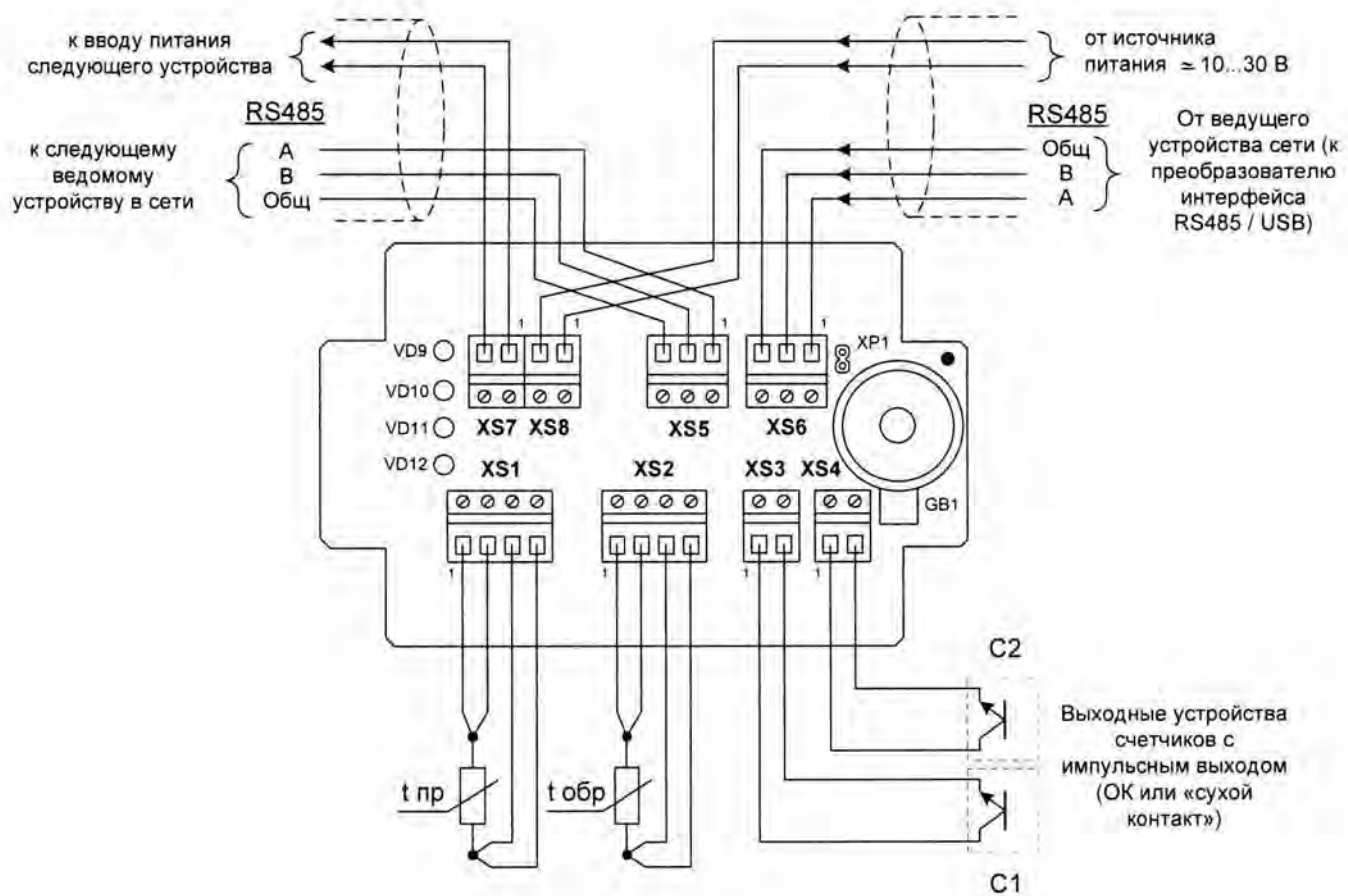 к вводу питания
следующего устройства
от источника
питания ≂ 10...30 В
RS485
RS485
к следующему
ведомому
устройству в сети
А
В
Общ
Общ
В
А
От ведущего
устройства сети (к
преобразователю
интерфейса
RS485 / USB)
1
1
1
1
VD9
VD10
VD11
VD12
XP1
XS7 XS8
XS5
XS6
XS1
XS2
XS3 XS4
GB1
1
1
1
1
t пр
t обр
C2
Выходные устройства
счетчиков с
импульсным выходом
(ОК или «сухой
контакт»)
C1